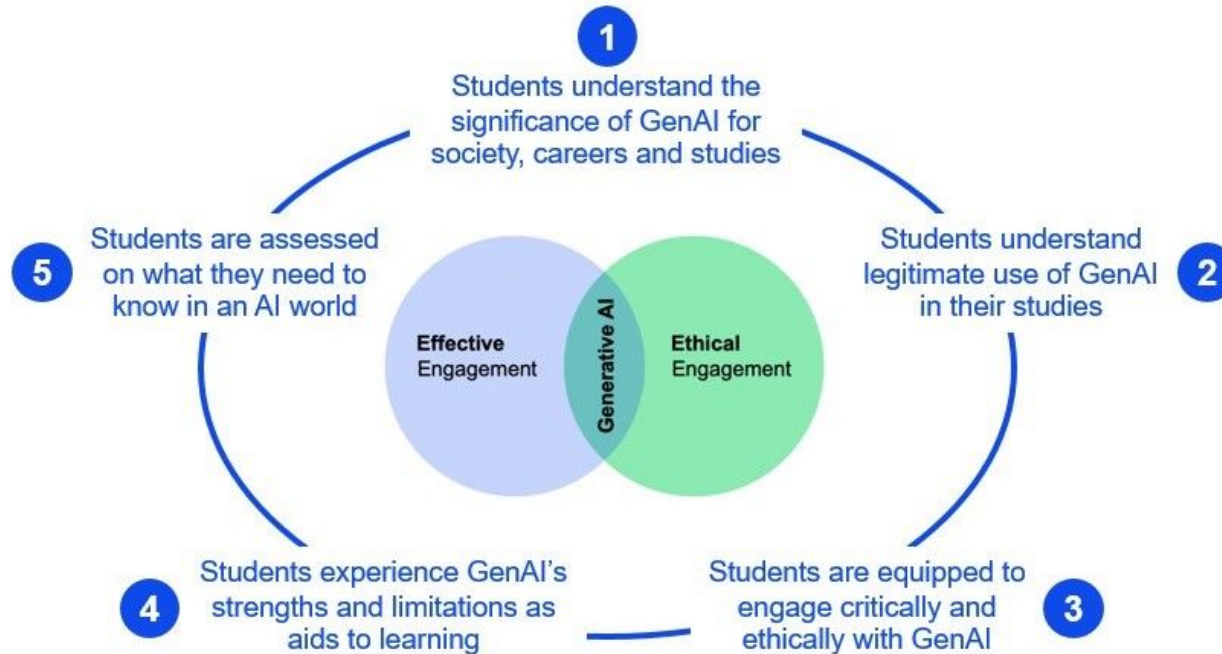 1
Students understand the
significance of GenAI for
society, careers and studies
2
Students understand
legitimate use of GenAI
in their studies
3
Students are equipped to
engage critically and
ethically with GenAI
4
Students experience GenAI’s
strengths and limitations as
aids to learning
5
Students are assessed
on what they need to
know in an AI world
Effective
Engagement
Generative AI
Ethical
Engagement